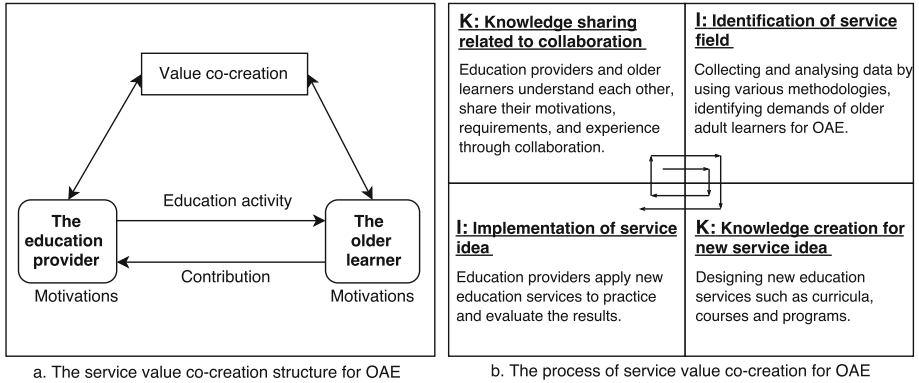 Value co-creation
Education activity
The
education
provider
The
older
learner
Contribution
Motivations
Motivations
a. The service value co-creation structure for OAE
K: Knowledge sharing
related to collaboration
Education providers and older
learners understand each other,
share their motivations,
requirements, and experience
through collaboration.
I: Identification of service
field
Collecting and analysing data by
using various methodologies,
identifying demands of older
adult learners for OAE.
I: Implementation of service
idea
Education providers apply new
education services to practice
and evaluate the results.
K: Knowledge creation for
new service idea
Designing new education
services such as curricula,
courses and programs.
b. The process of service value co-creation for OAE